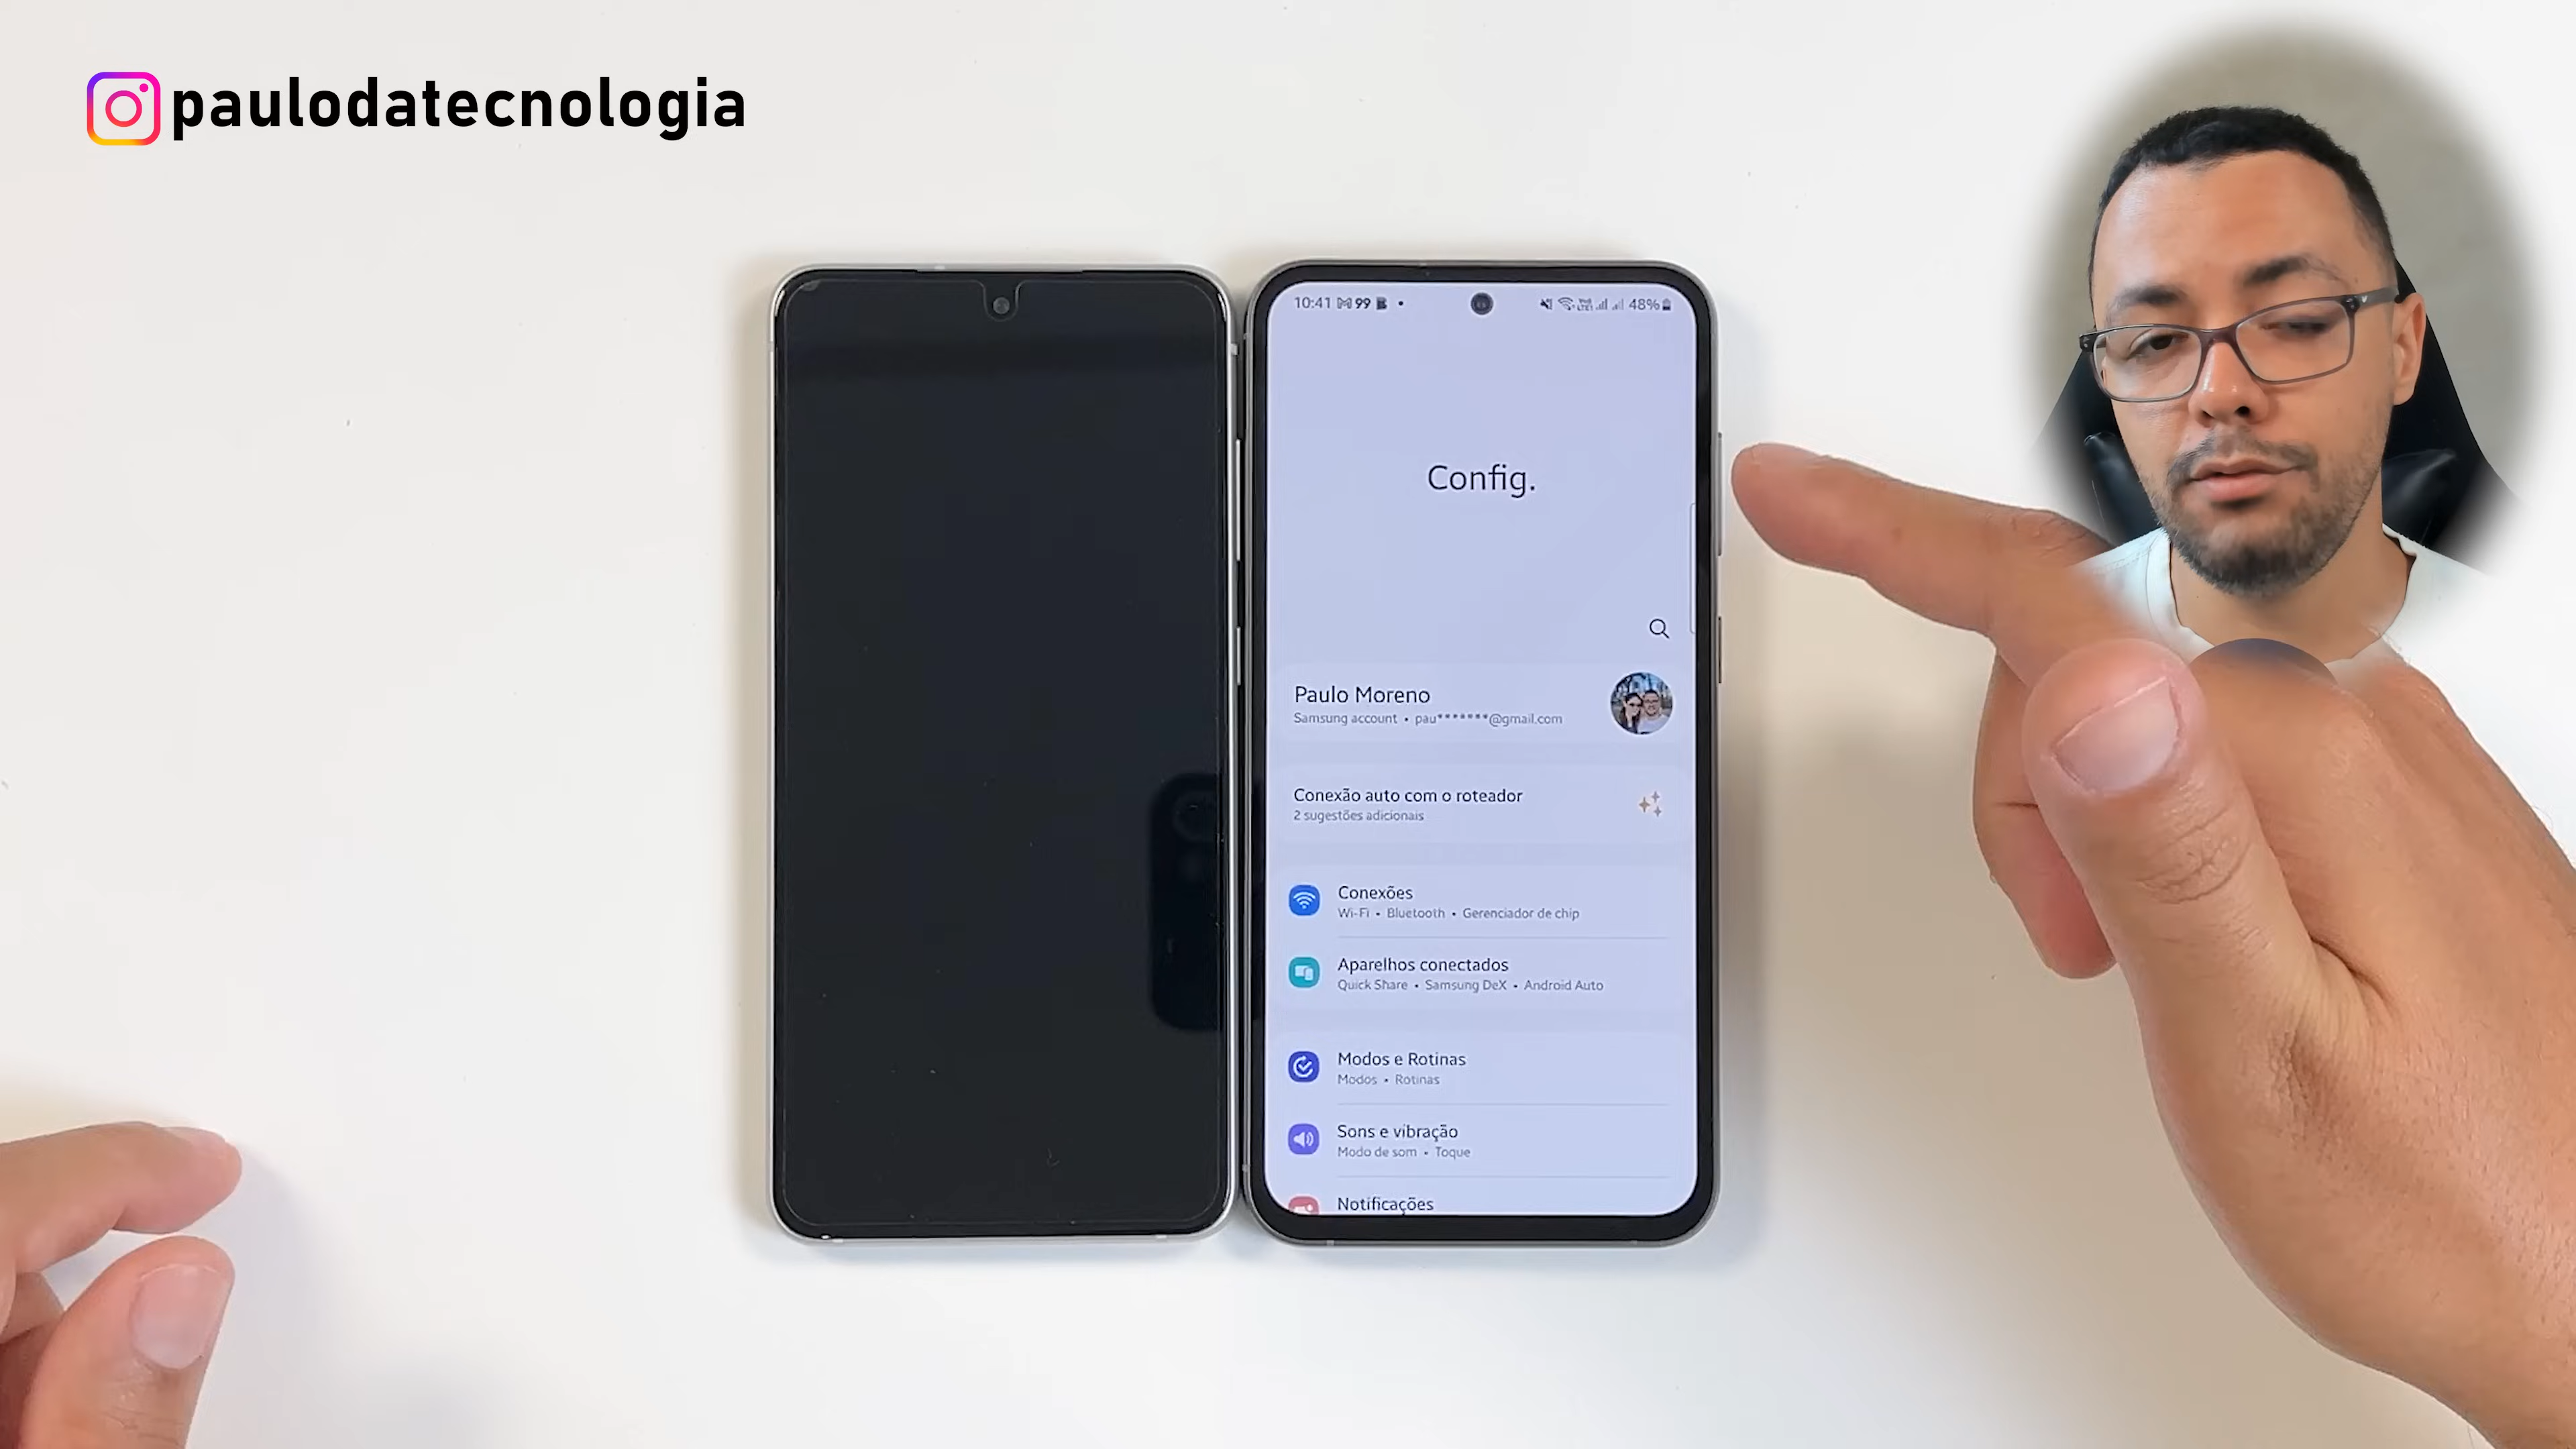 paulodatecnologia
10:41 99 48%
Config.
Paulo Moreno
Samsung account • pau*******@gmail.com
Conexão auto com o roteador
2 sugestões adicionais
Conexões
Wi-Fi • Bluetooth • Gerenciador de chip
Aparelhos conectados
Quick Share • Samsung DeX • Android Auto
Modos e Rotinas
Modos • Rotinas
Sons e vibração
Modo de som • Toque
Notificações